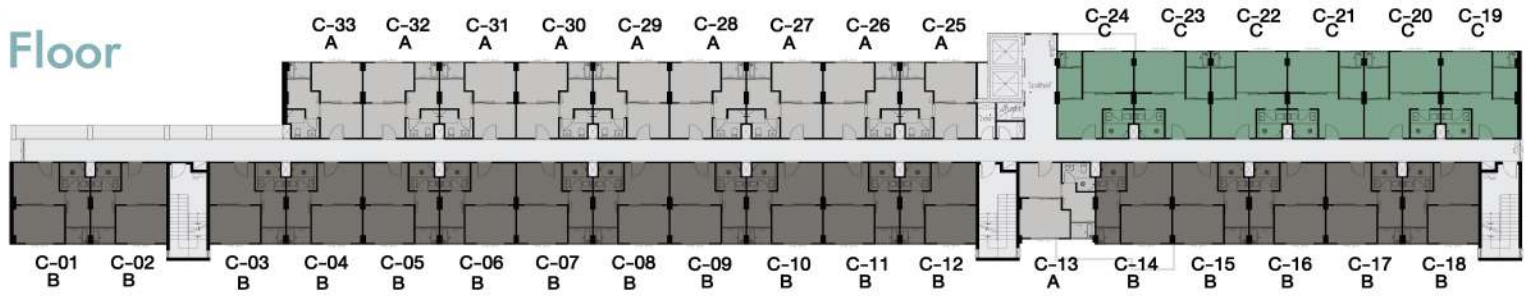 Floor
C-33 C-32 C-31 C-30 C-29 C-28 C-27 C-26 C-25 C-24 C-23 C-22 C-21 C-20 C-19
A A A A A A A A A C C C C C C
C-01 C-02 C-03 C-04 C-05 C-06 C-07 C-08 C-09 C-10 C-11 C-12 C-13 C-14 C-15 C-16 C-17 C-18
B B B B B B B B B B B B A B B B B B